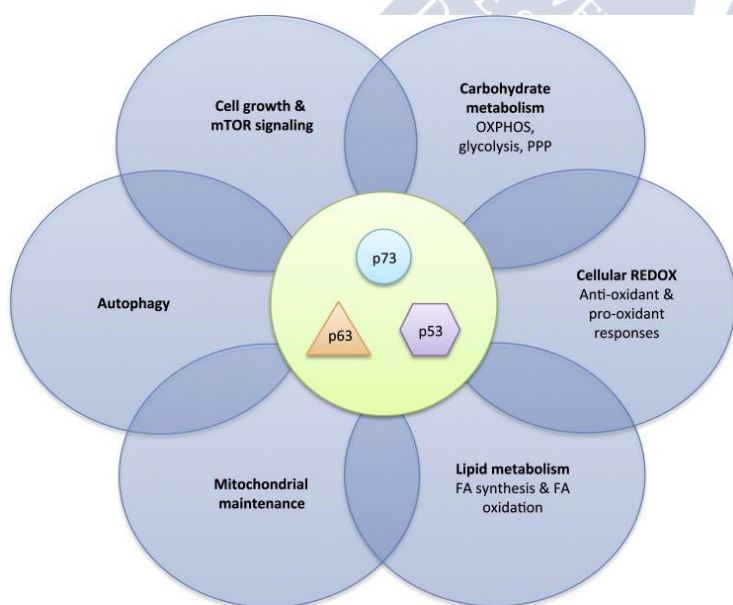 Cell growth &
mTOR signaling
Carbohydrate
metabolism
OXPHOS,
glycolysis, PPP
Autophagy
p73
p63
p53
Cellular REDOX
Anti-oxidant &
pro-oxidant
responses
Mitochondrial
maintenance
Lipid metabolism
FA synthesis & FA
oxidation